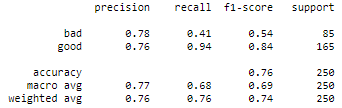 precision recall f1-score support
bad 0.78 0.41 0.54 85
good 0.76 0.94 0.84 165
accuracy 0.76 250
macro avg 0.77 0.68 0.69 250
weighted avg 0.76 0.76 0.74 250